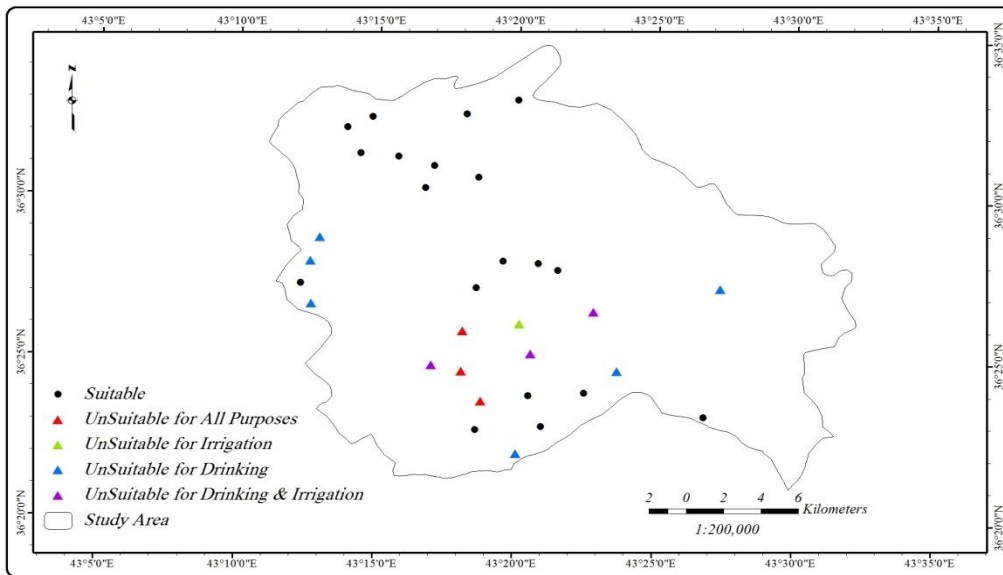 43°5'0"E 43°10'0"E 43°15'0"E 43°20'0"E 43°25'0"E 43°30'0"E 43°35'0"E
N
36°35'0"N
36°30'0"N 36°30'0"N
36°25'0"N 36°25'0"N
36°20'0"N 36°20'0"N
Suitable
UnSuitable for All Purposes
UnSuitable for Irrigation
UnSuitable for Drinking
UnSuitable for Drinking & Irrigation
Study Area
2 0 2 4 6
Kilometers
1:200,000
43°5'0"E 43°10'0"E 43°15'0"E 43°20'0"E 43°25'0"E 43°30'0"E 43°35'0"E